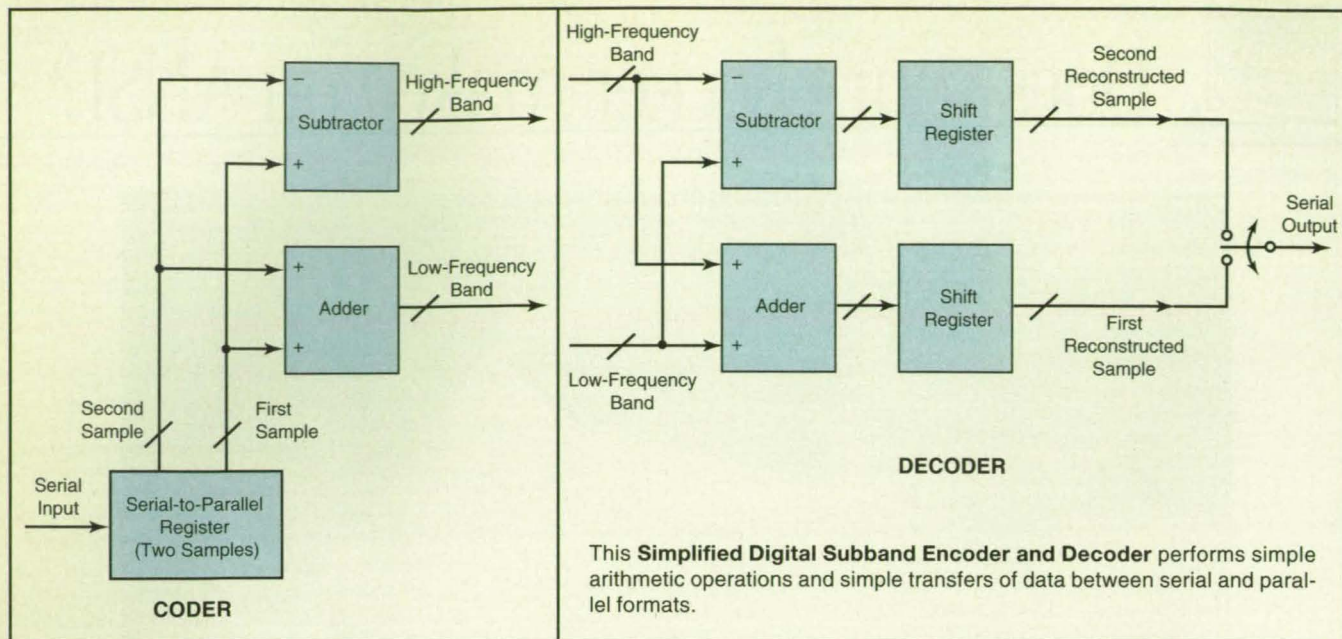 −
Subtractor
+
High-Frequency
Band
+
Adder
+
Low-Frequency
Band
Second
Sample
First
Sample
Serial
Input
Serial-to-Parallel
Register
(Two Samples)
CODER
High-Frequency
Band
−
Subtractor
+
Shift
Register
Second
Reconstructed
Sample
Serial
Output
+
Adder
+
Shift
Register
First
Reconstructed
Sample
Low-Frequency
Band
DECODER
This Simplified Digital Subband Encoder and Decoder performs simple
arithmetic operations and simple transfers of data between serial and paral-
lel formats.